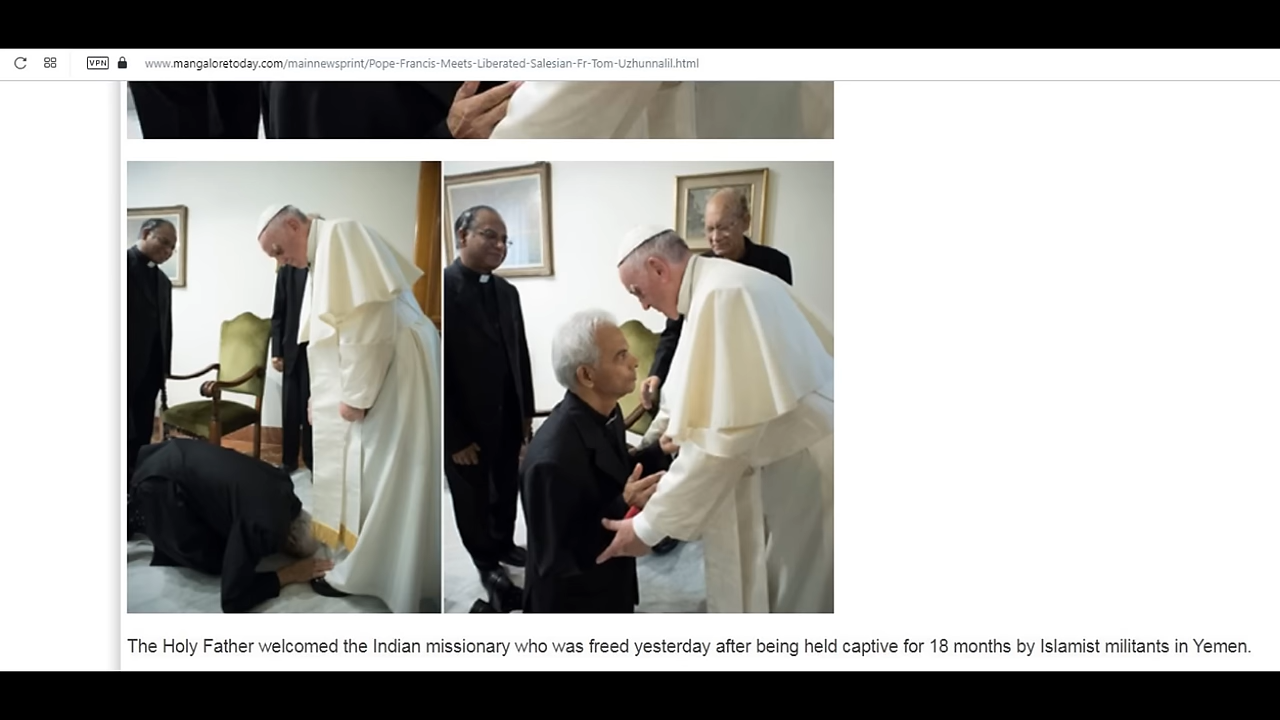 VPN www.mangaloretoday.com/mainnewsprint/Pope-Francis-Meets-Liberated-Salesian-Fr-Tom-Uzhunnalil.html
The Holy Father welcomed the Indian missionary who was freed yesterday after being held captive for 18 months by Islamist militants in Yemen.